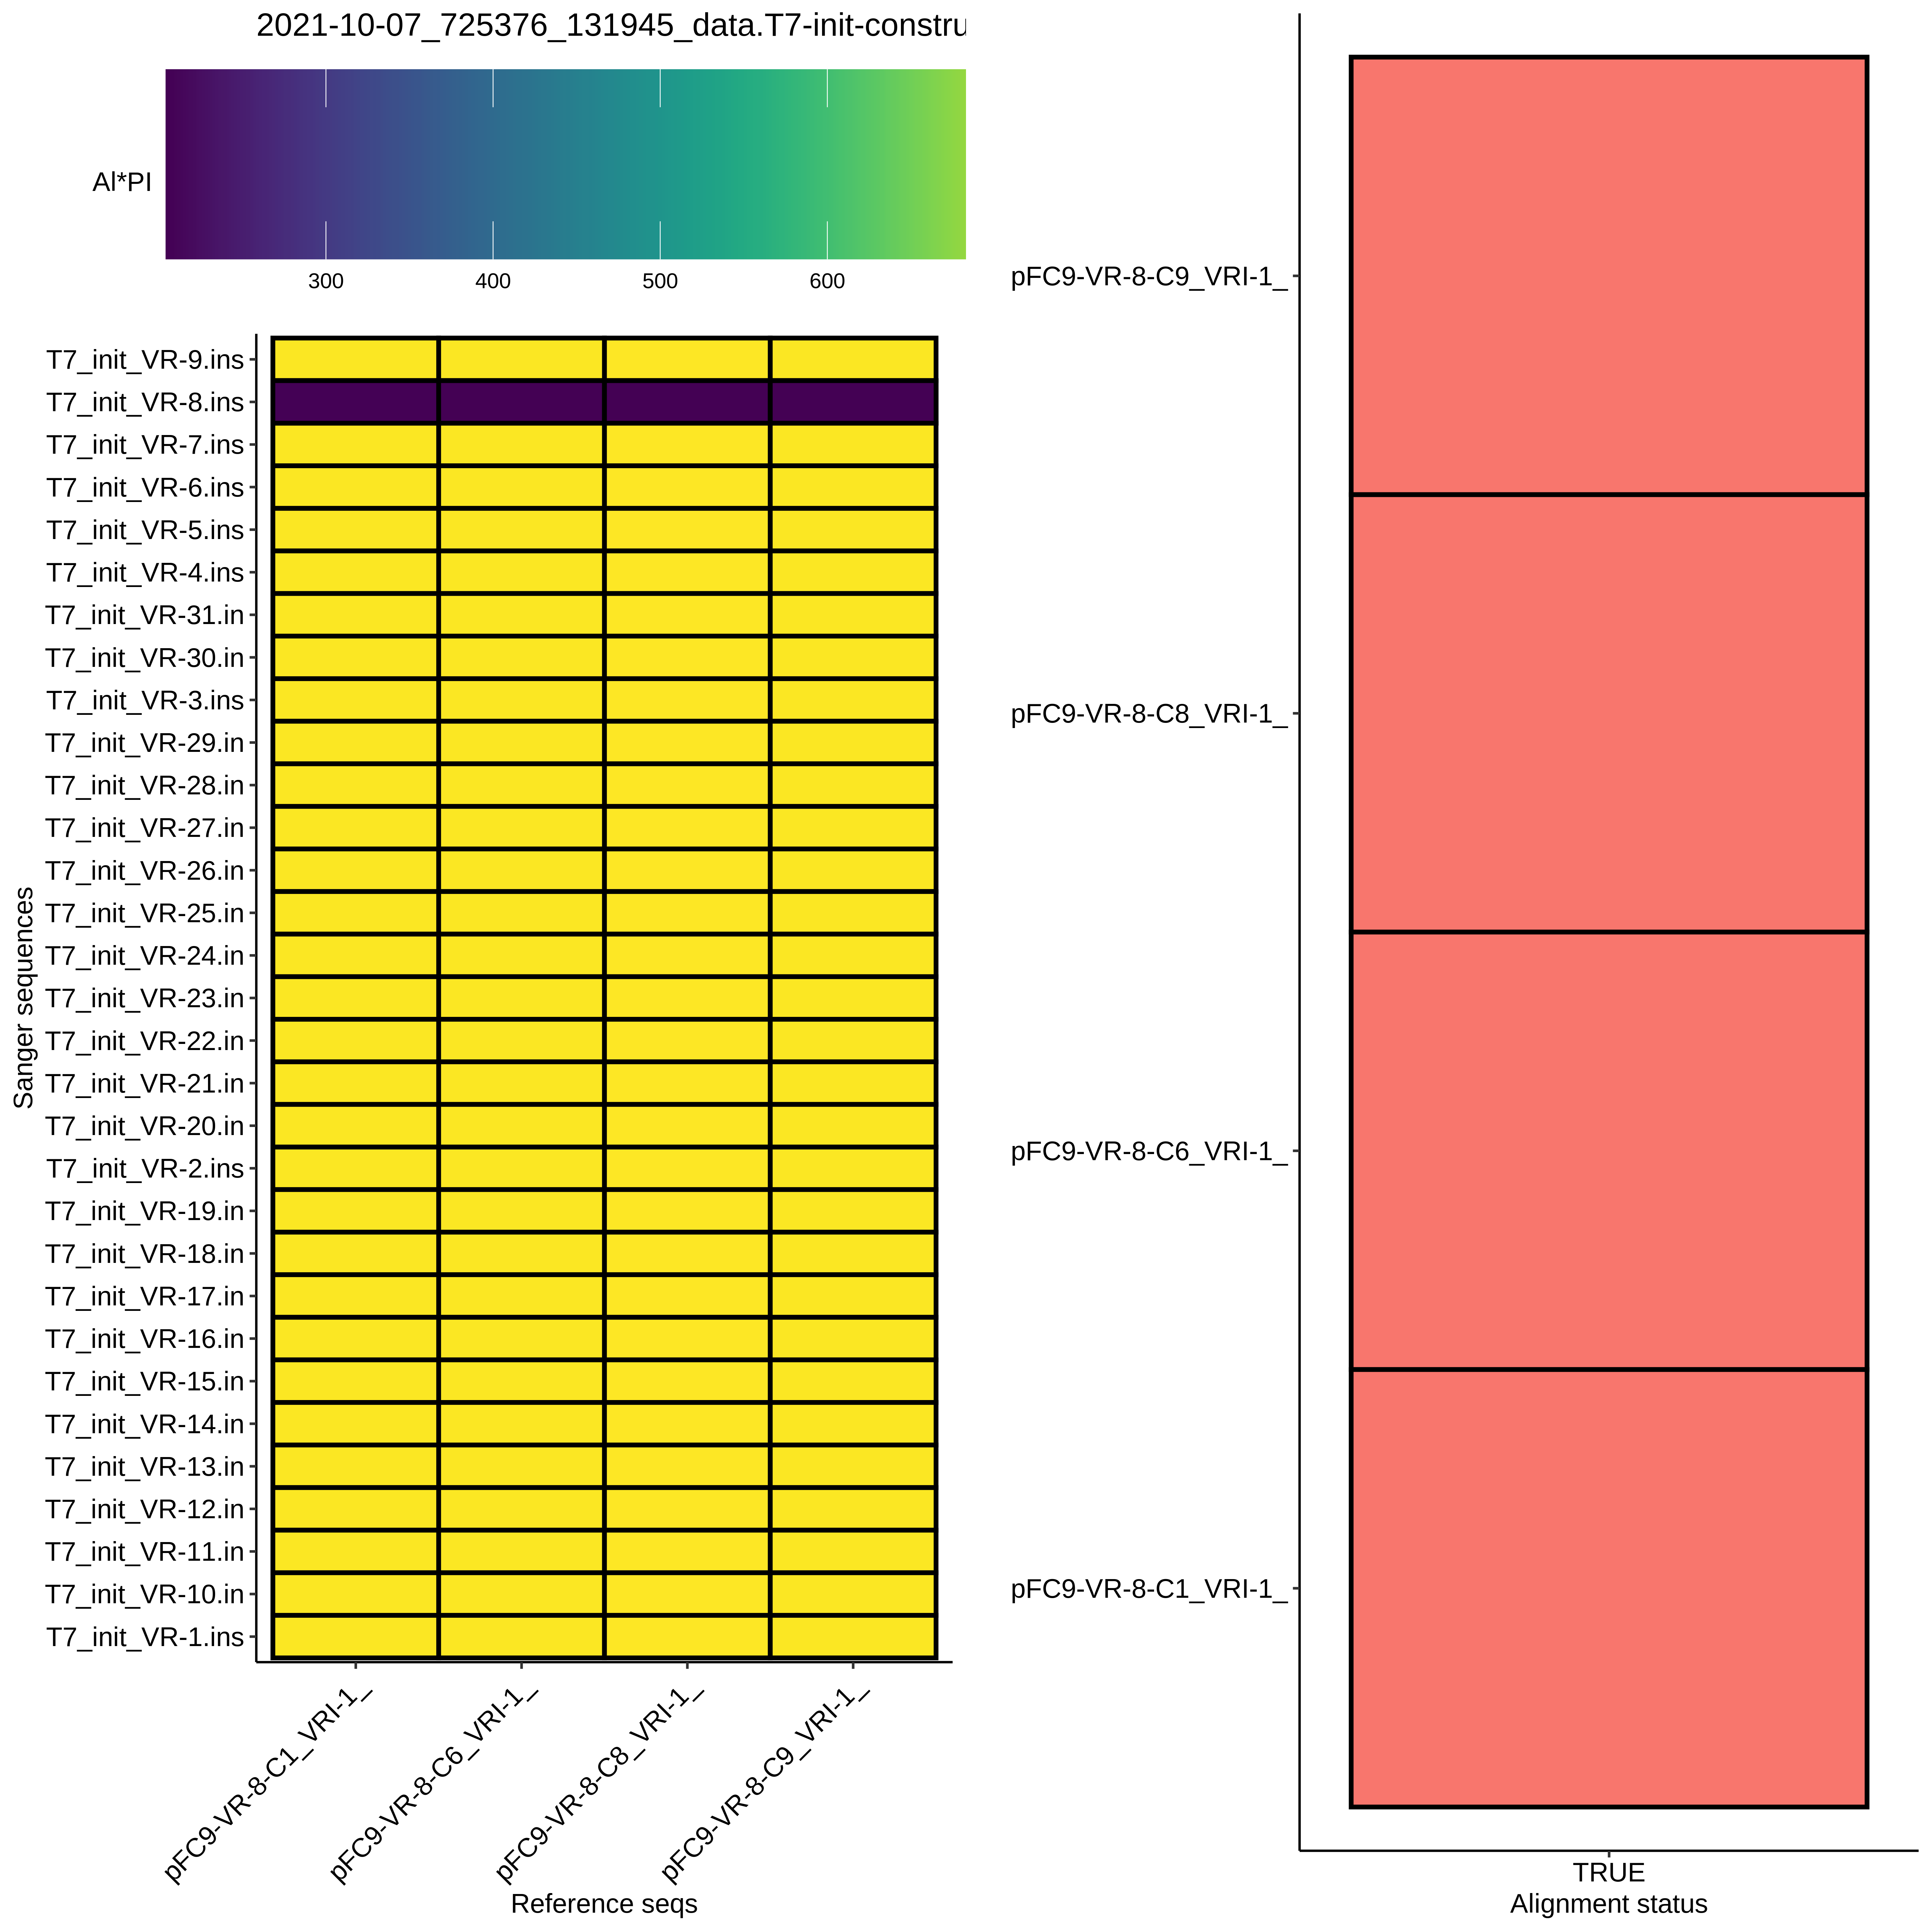 2021-10-07_725376_131945_data.T7-init-constru
Al*PI
300 400 500 600
Sanger sequences
T7_init_VR-9.ins
T7_init_VR-8.ins
T7_init_VR-7.ins
T7_init_VR-6.ins
T7_init_VR-5.ins
T7_init_VR-4.ins
T7_init_VR-31.in
T7_init_VR-30.in
T7_init_VR-3.ins
T7_init_VR-29.in
T7_init_VR-28.in
T7_init_VR-27.in
T7_init_VR-26.in
T7_init_VR-25.in
T7_init_VR-24.in
T7_init_VR-23.in
T7_init_VR-22.in
T7_init_VR-21.in
T7_init_VR-20.in
T7_init_VR-2.ins
T7_init_VR-19.in
T7_init_VR-18.in
T7_init_VR-17.in
T7_init_VR-16.in
T7_init_VR-15.in
T7_init_VR-14.in
T7_init_VR-13.in
T7_init_VR-12.in
T7_init_VR-11.in
T7_init_VR-10.in
T7_init_VR-1.ins
pFC9-VR-8-C1_VRI-1_
pFC9-VR-8-C6_VRI-1_
pFC9-VR-8-C8_VRI-1_
pFC9-VR-8-C9_VRI-1_
Reference seqs
pFC9-VR-8-C9_VRI-1_
pFC9-VR-8-C8_VRI-1_
pFC9-VR-8-C6_VRI-1_
pFC9-VR-8-C1_VRI-1_
TRUE
Alignment status